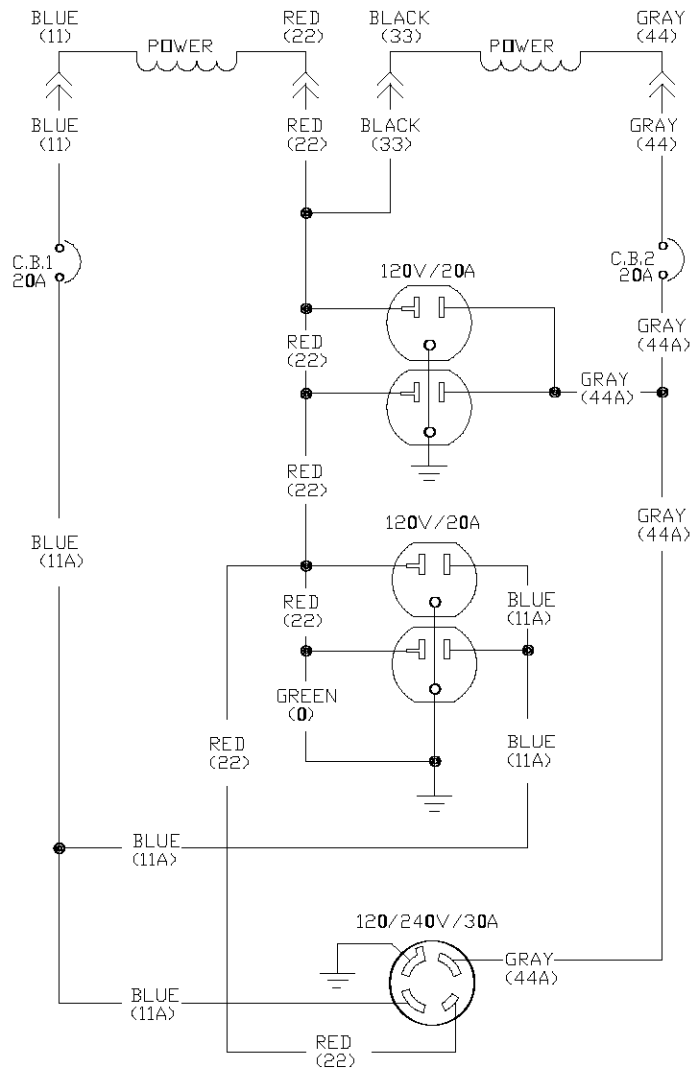 BLUE
(11)
POWER
RED
(22)
BLACK
(33)
POWER
GRAY
(44)
BLUE
(11)
RED
(22)
BLACK
(33)
GRAY
(44)
C.B.1
20A
C.B.2
20A
120V/20A
RED
(22)
GRAY
(44A)
GRAY
(44A)
RED
(22)
120V/20A
GRAY
(44A)
BLUE
(11A)
RED
(22)
BLUE
(11A)
GREEN
(0)
RED
(22)
BLUE
(11A)
BLUE
(11A)
120/240V/30A
GRAY
(44A)
BLUE
(11A)
RED
(22)